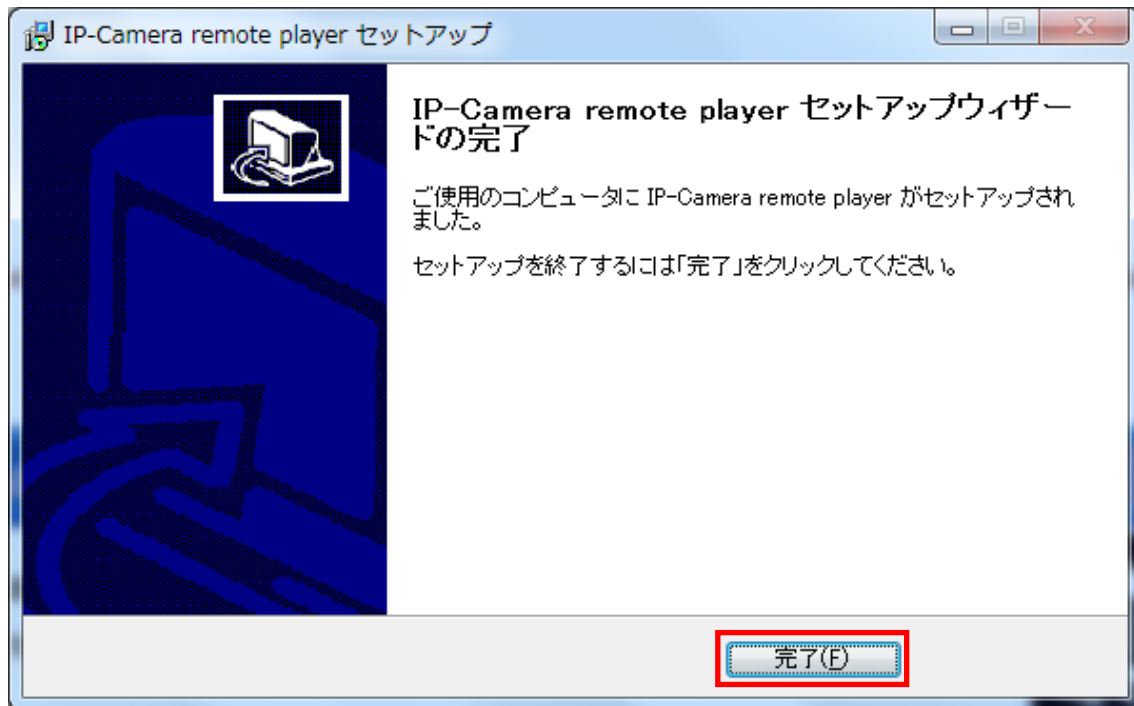 IP-Camera remote player セットアップ
IP-Camera remote player セットアップウィザー
ドの完了
ご使用のコンピュータに IP-Camera remote player がセットアップされ
ました。
セットアップを終了するには「完了」をクリックしてください。
完了(F)